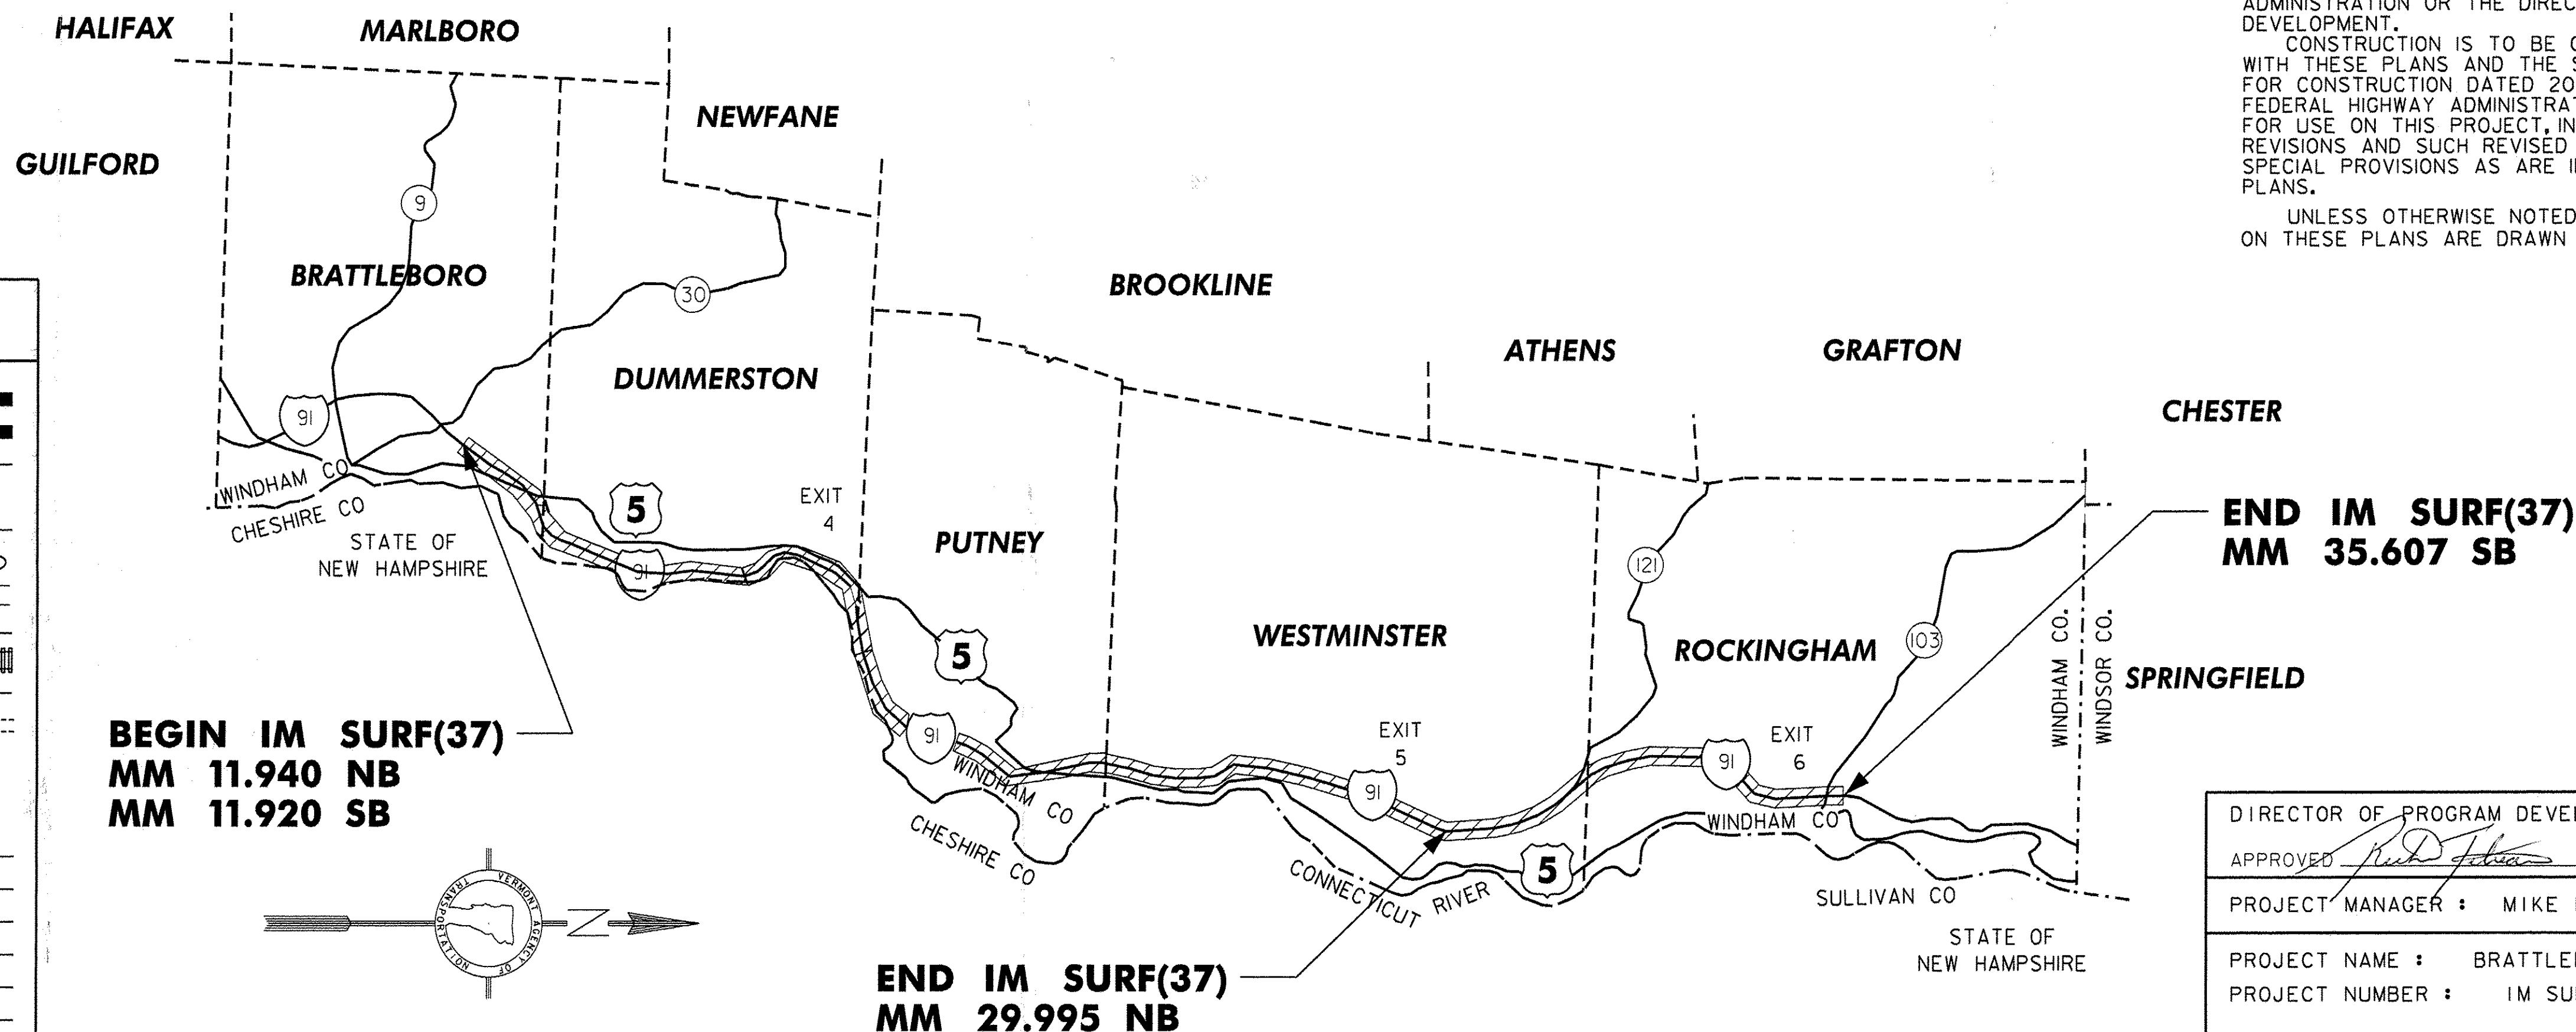 HALIFAX
MARLBORO
NEWFANE
GUILFORD
9
BRATTLEBORO
30
BROOKLINE
DUMMERSTON
ATHENS
GRAFTON
CHESTER
91
WINDHAM CO
CHESHIRE CO
STATE OF
NEW HAMPSHIRE
5
EXIT
4
91
PUTNEY
5
91
WINDHAM CO
CHESHIRE CO
WESTMINSTER
EXIT
5
91
121
ROCKINGHAM
103
91
EXIT
6
WINDHAM CO
WINDHAM CO.
WINDSOR CO.
SPRINGFIELD
END IM SURF(37)
MM 35.607 SB
BEGIN IM SURF(37)
MM 11.940 NB
MM 11.920 SB
VERMONT AGENCY OF
TRANSPORTATION
N
CONNECTICUT RIVER
5
SULLIVAN CO
STATE OF
NEW HAMPSHIRE
END IM SURF(37)
MM 29.995 NB
ADMINISTRATION OR THE DIREC
DEVELOPMENT.
CONSTRUCTION IS TO BE
WITH THESE PLANS AND THE S
FOR CONSTRUCTION DATED 20
FEDERAL HIGHWAY ADMINISTRAT
FOR USE ON THIS PROJECT, IN
REVISIONS AND SUCH REVISED
SPECIAL PROVISIONS AS ARE I
PLANS.
UNLESS OTHERWISE NOTED
ON THESE PLANS ARE DRAWN
DIRECTOR OF PROGRAM DEVE
APPROVED
PROJECT MANAGER : MIKE
PROJECT NAME : BRATTLE
PROJECT NUMBER : IM SU